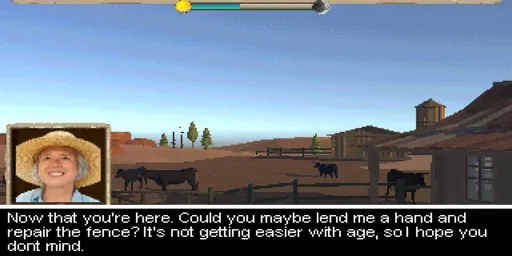 Now that you're here. Could you maybe lend me a hand and
repair the fence? It's not getting easier with age, so I hope you
dont mind.